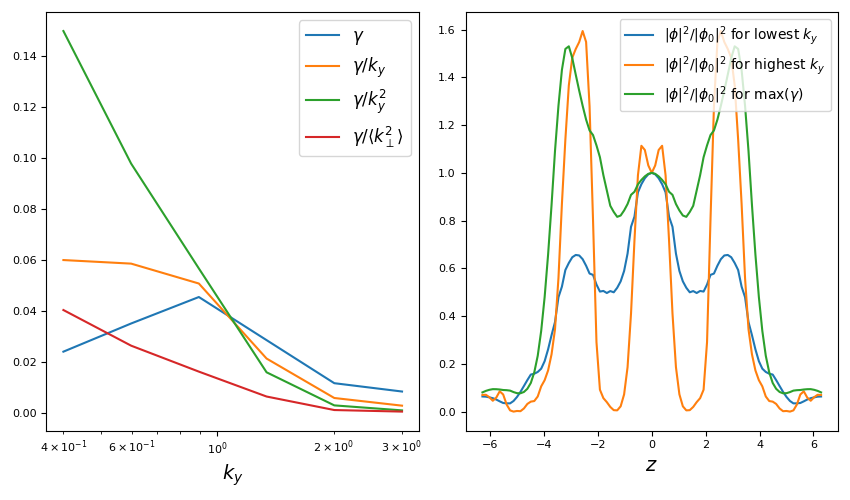 0.14
0.12
0.10
0.08
0.06
0.04
0.02
0.00
4 × 10⁻¹
6 × 10⁻¹
10⁰
2 × 10⁰
3 × 10⁰
k_y
γ
γ/k_y
γ/k_y²
γ/⟨k_⊥²⟩
1.6
1.4
1.2
1.0
0.8
0.6
0.4
0.2
0.0
−6
−4
−2
0
2
4
6
z
|ϕ|²/|ϕ₀|² for lowest k_y
|ϕ|²/|ϕ₀|² for highest k_y
|ϕ|²/|ϕ₀|² for max(γ)